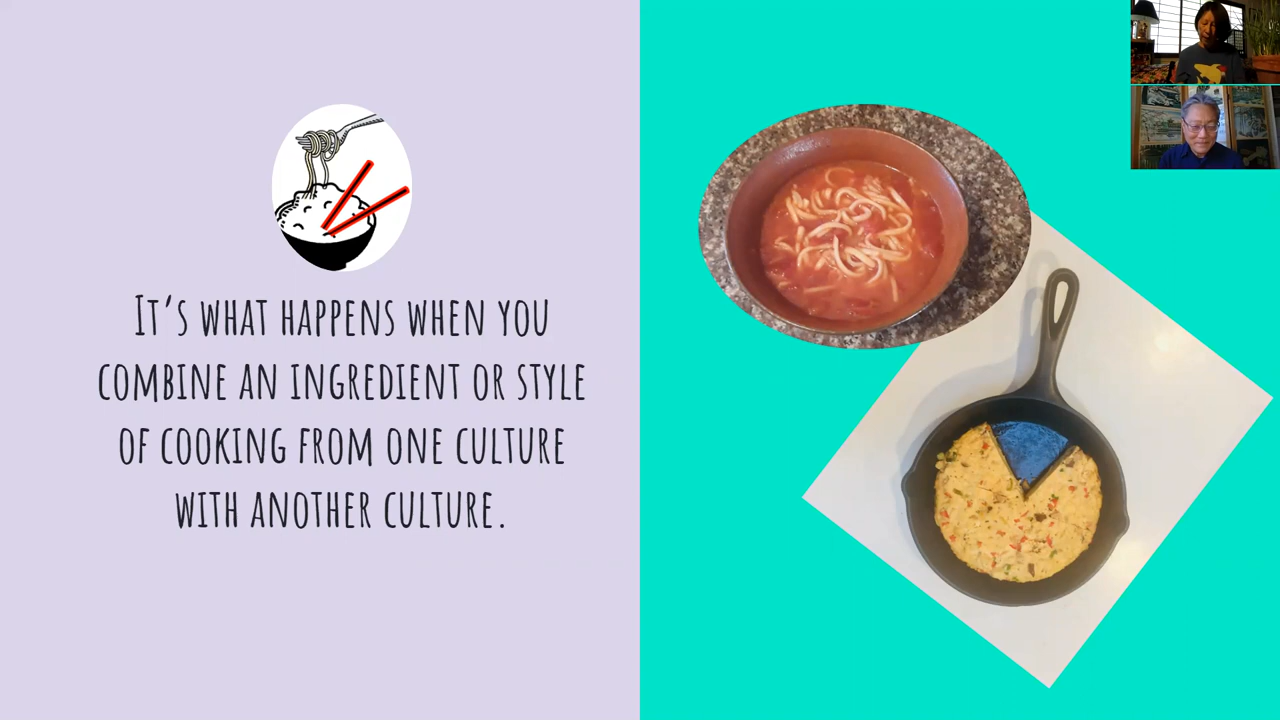 It's what happens when you
combine an ingredient or style
of cooking from one culture
with another culture.